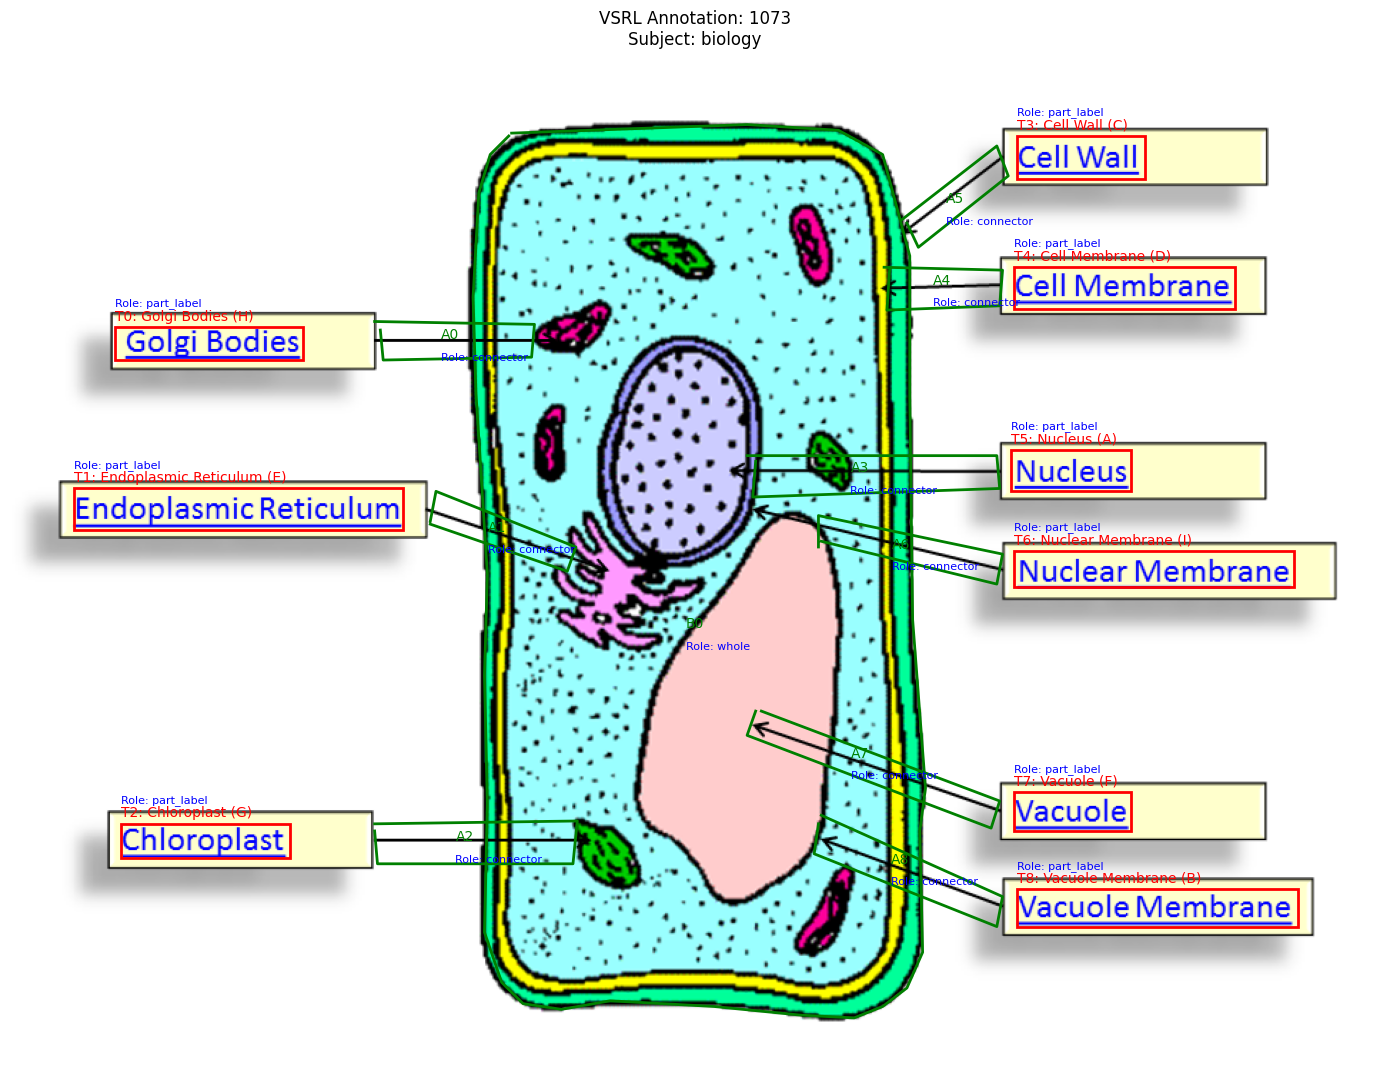 VSRL Annotation: 1073
Subject: biology
Role: part_label
T3: Cell Wall (C)
Cell Wall
A5
Role: connector
Role: part_label
T4: Cell Membrane (D)
Cell Membrane
A4
Role: connector
Role: part_label
T0: Golgi Bodies (H)
Golgi Bodies
A0
Role: connector
Role: part_label
T5: Nucleus (A)
Nucleus
A3
Role: connector
Role: part_label
T1: Endoplasmic Reticulum (E)
Endoplasmic Reticulum
Role: connector
Role: part_label
T6: Nuclear Membrane (I)
Nuclear Membrane
A6
Role: connector
B0
Role: whole
Role: part_label
T7: Vacuole (F)
Vacuole
A7
Role: connector
Role: part_label
T2: Chloroplast (G)
Chloroplast
A2
Role: connector
Role: part_label
T8: Vacuole Membrane (B)
Vacuole Membrane
A8
Role: connector